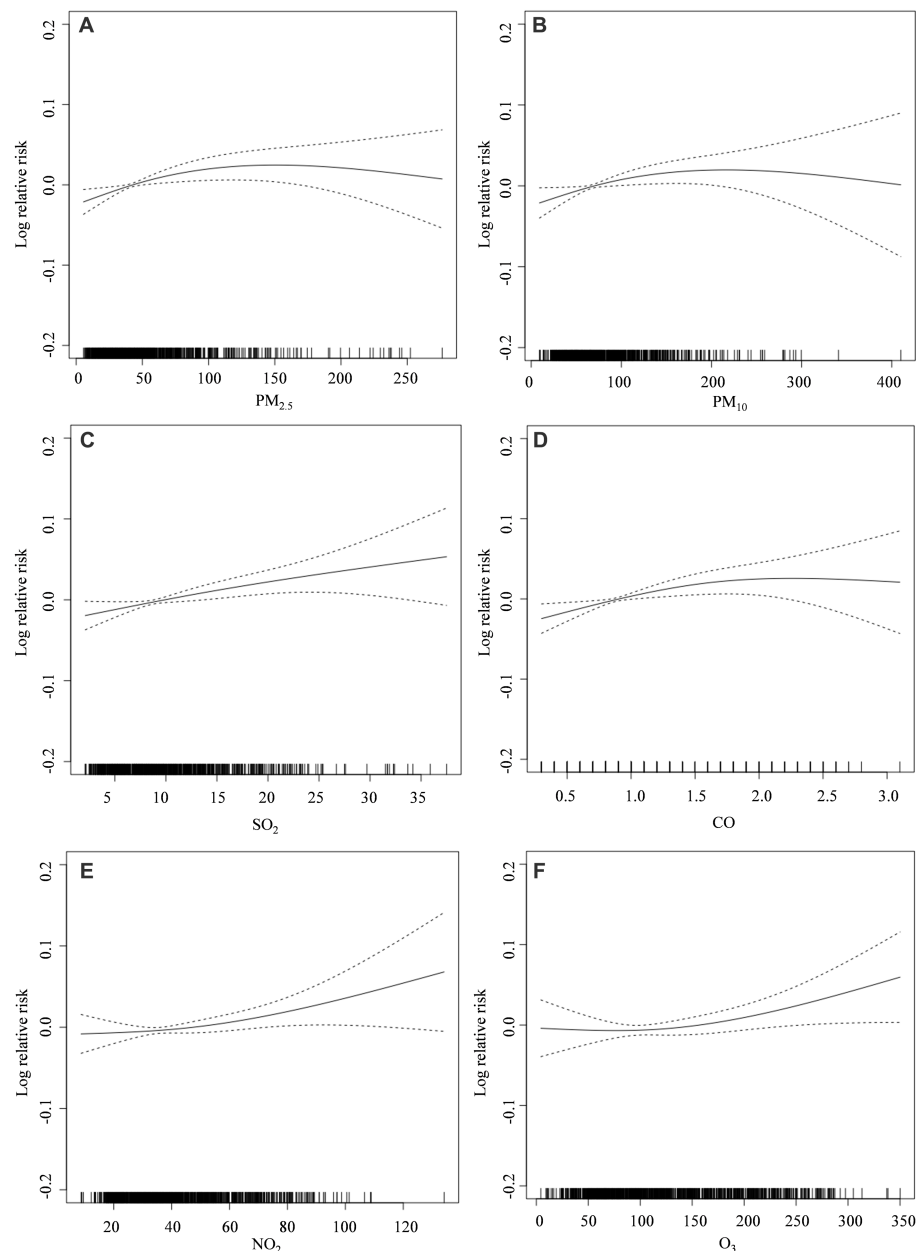 A
0.2
0.1
0.0
-0.1
-0.2
Log relative risk
0 50 100 150 200 250
PM2.5
B
0.2
0.1
0.0
-0.1
-0.2
Log relative risk
0 100 200 300 400
PM10
C
0.2
0.1
0.0
-0.1
-0.2
Log relative risk
5 10 15 20 25 30 35
SO2
D
0.2
0.1
0.0
-0.1
-0.2
Log relative risk
0.5 1.0 1.5 2.0 2.5 3.0
CO
E
0.2
0.1
0.0
-0.1
-0.2
Log relative risk
20 40 60 80 100 120
NO2
F
0.2
0.1
0.0
-0.1
-0.2
Log relative risk
0 50 100 150 200 250 300 350
O3